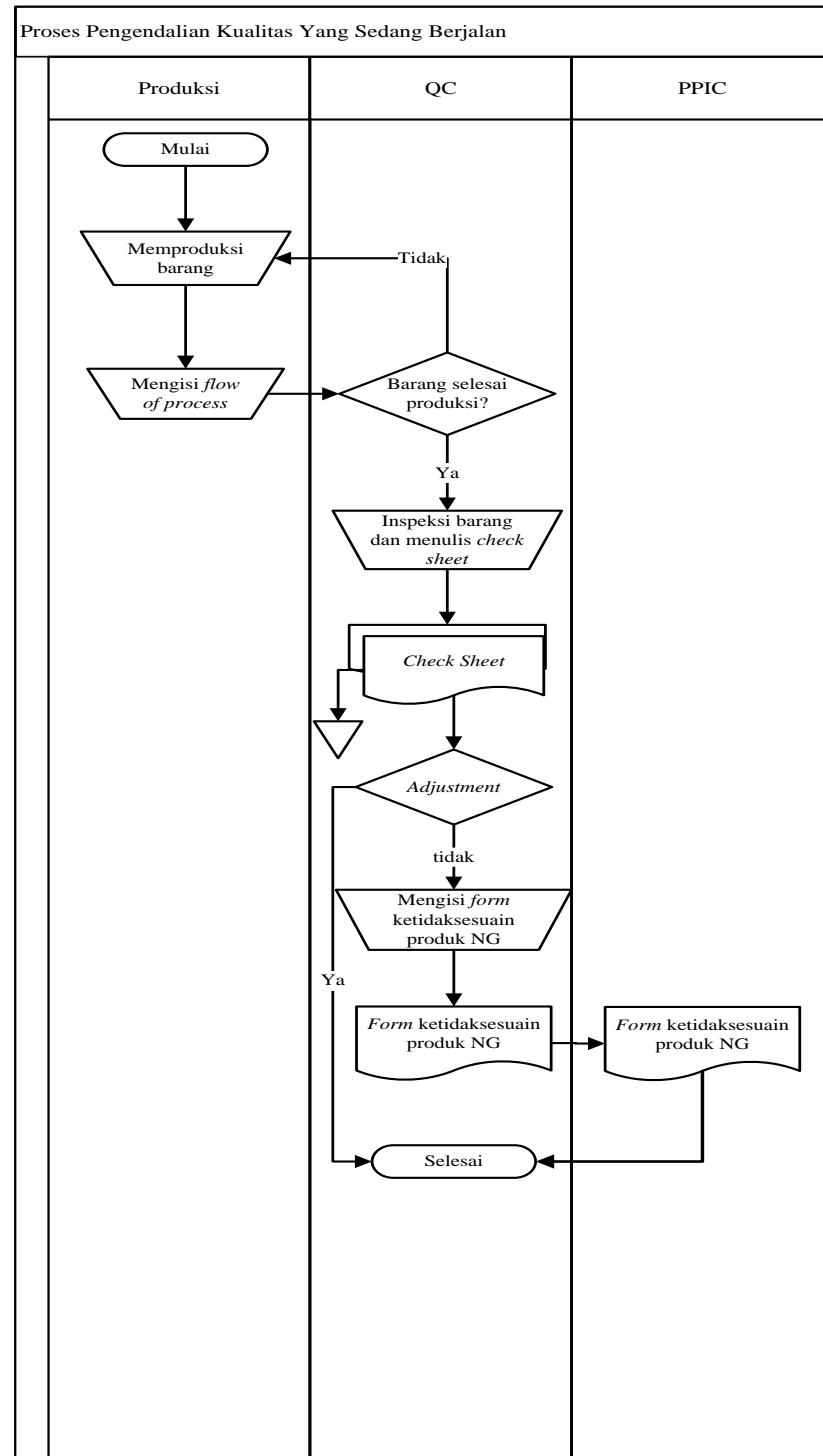 Proses Pengendalian Kualitas Yang Sedang Berjalan
Produksi
QC
PPIC
Mulai
Memproduksi
barang
Tidak
Mengisi flow
of process
Barang selesai
produksi?
Ya
Inspeksi barang
dan menulis check
sheet
Check Sheet
Adjustment
tidak
Mengisi form
ketidaksesuain
produk NG
Ya
Form ketidaksesuain
produk NG
Form ketidaksesuain
produk NG
Selesai